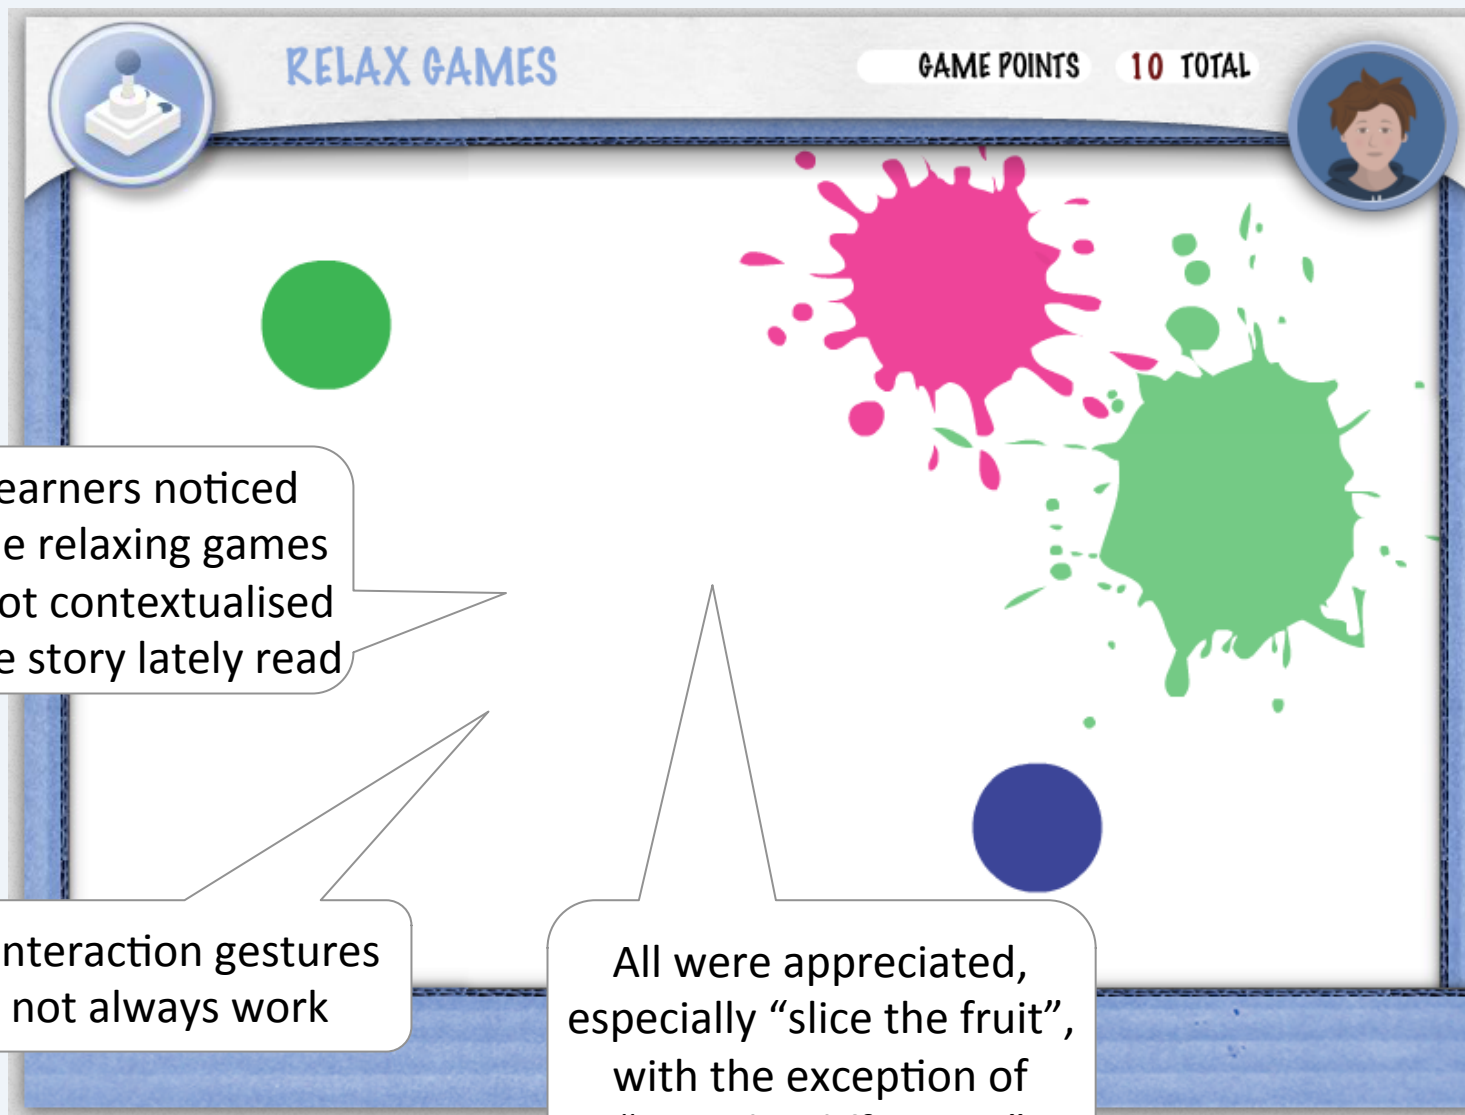 RELAX GAMES
GAME POINTS 10 TOTAL
earners noticed
e relaxing games
ot contextualised
e story lately read
nteraction gestures
not always work
All were appreciated,
especially “slice the fruit”,
with the exception of